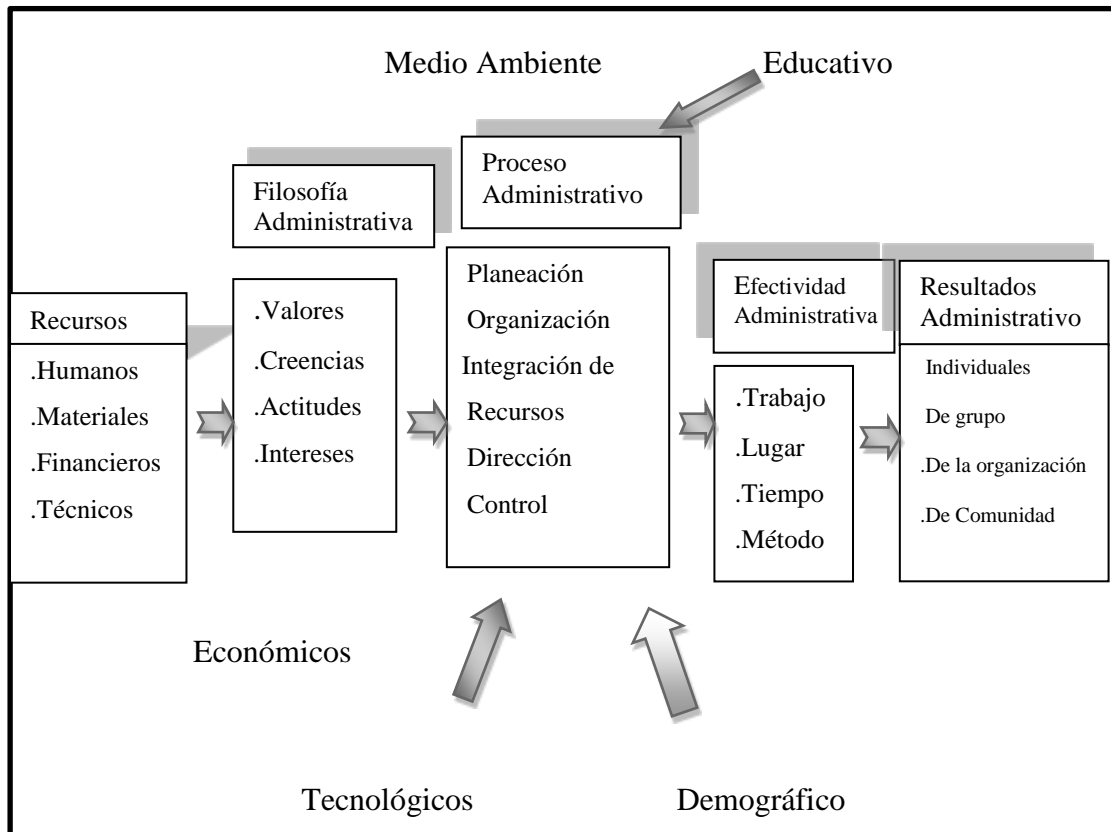 Medio Ambiente
Educativo
Proceso
Administrativo
Filosofía
Administrativa
Planeación
Organización
Integración de
Recursos
Dirección
Control
Efectividad
Administrativa
Resultados
Administrativo
Recursos
.Humanos
.Materiales
.Financieros
.Técnicos
.Valores
.Creencias
.Actitudes
.Intereses
.Trabajo
.Lugar
.Tiempo
.Método
Individuales
De grupo
.De la organización
.De Comunidad
Económicos
Tecnológicos
Demográfico